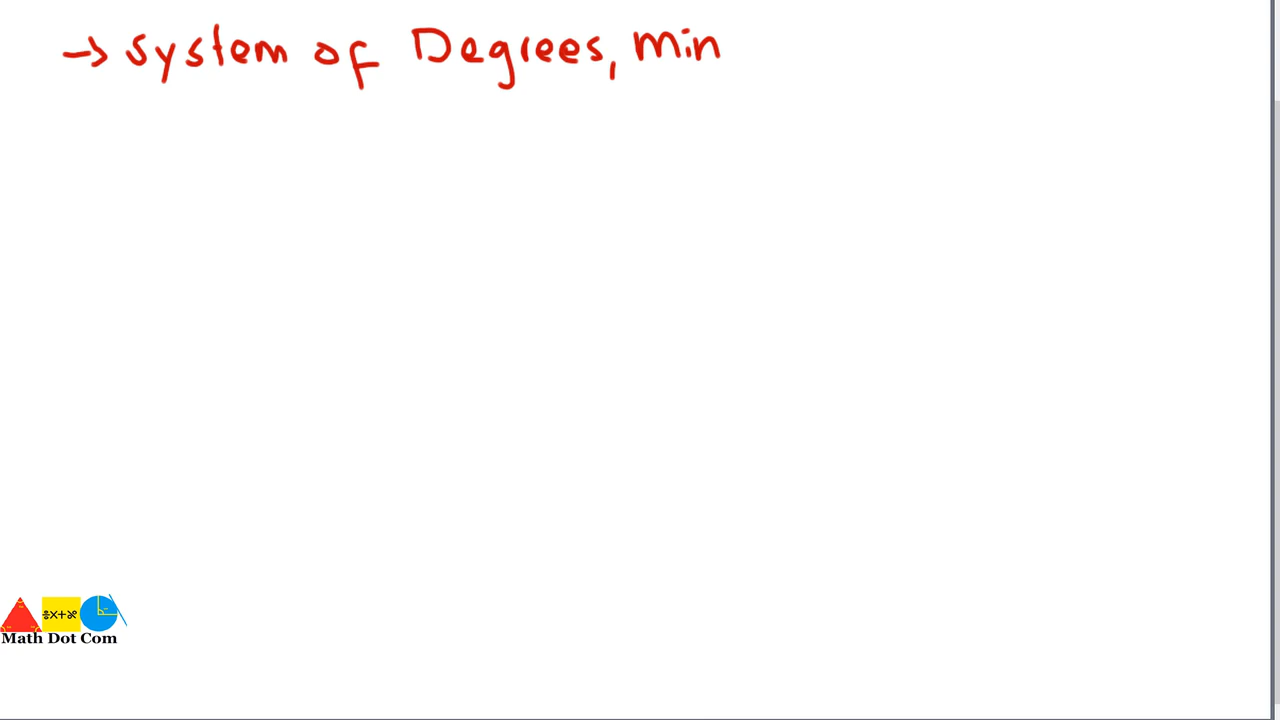 → System of Degrees, min
÷x+%
Math Dot Com